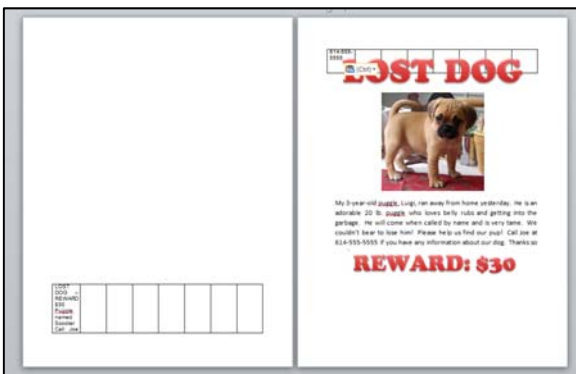 LOST
DOG –
REWARD
$30
Puggle
named
Scooter
Call Joe
614-555-
5555
(Ctrl)
LOST DOG
My 3-year-old puggle, Luigi, ran away from home yesterday. He is an
adorable 20 lb. puggle who loves belly rubs and getting into the
garbage. He will come when called by name and is very tame. We
couldn't bear to lose him! Please help us find our pup! Call Joe at
614-555-5555 if you have any information about our dog. Thanks so
REWARD: $30